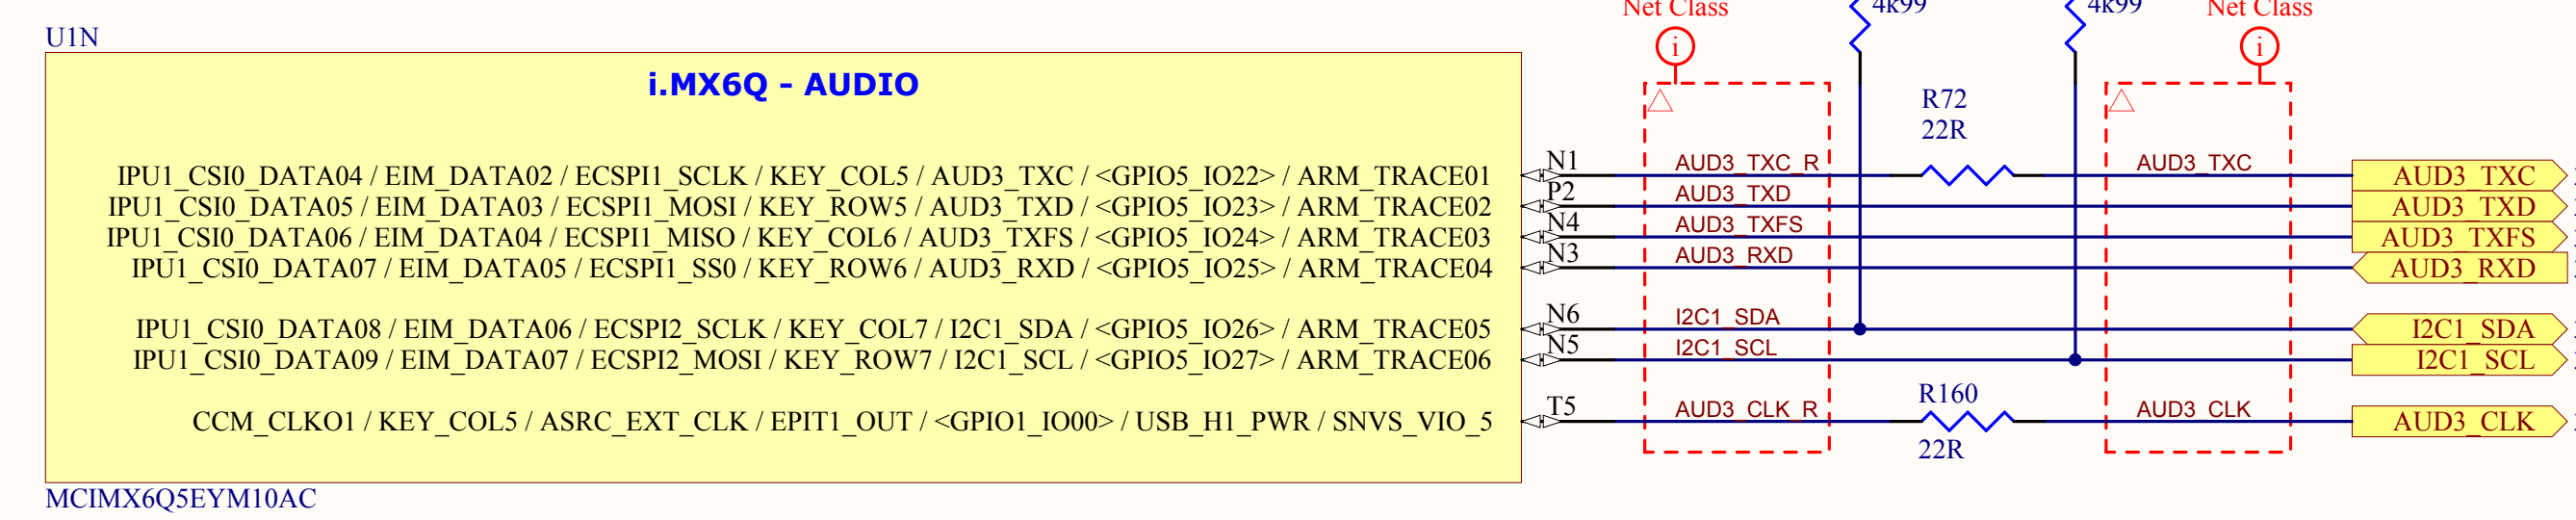 Net Class
4k99
4k99
Net Class
U1N
i
i
i.MX6Q - AUDIO
R72
22R
IPU1_CSI0_DATA04 / EIM_DATA02 / ECSPI1_SCLK / KEY_COL5 / AUD3_TXC / <GPIO5_IO22> / ARM_TRACE01 N1 AUD3_TXC_R AUD3_TXC AUD3_TXC
IPU1_CSI0_DATA05 / EIM_DATA03 / ECSPI1_MOSI / KEY_ROW5 / AUD3_TXD / <GPIO5_IO23> / ARM_TRACE02 P2 AUD3_TXD AUD3_TXD
IPU1_CSI0_DATA06 / EIM_DATA04 / ECSPI1_MISO / KEY_COL6 / AUD3_TXFS / <GPIO5_IO24> / ARM_TRACE03 N4 AUD3_TXFS AUD3_TXFS
IPU1_CSI0_DATA07 / EIM_DATA05 / ECSPI1_SS0 / KEY_ROW6 / AUD3_RXD / <GPIO5_IO25> / ARM_TRACE04 N3 AUD3_RXD AUD3_RXD
IPU1_CSI0_DATA08 / EIM_DATA06 / ECSPI2_SCLK / KEY_COL7 / I2C1_SDA / <GPIO5_IO26> / ARM_TRACE05 N6 I2C1_SDA I2C1_SDA
IPU1_CSI0_DATA09 / EIM_DATA07 / ECSPI2_MOSI / KEY_ROW7 / I2C1_SCL / <GPIO5_IO27> / ARM_TRACE06 N5 I2C1_SCL I2C1_SCL
R160
CCM_CLKO1 / KEY_COL5 / ASRC_EXT_CLK / EPIT1_OUT / <GPIO1_IO00> / USB_H1_PWR / SNVS_VIO_5 T5 AUD3_CLK_R AUD3_CLK AUD3_CLK
22R
MCIMX6Q5EYM10AC